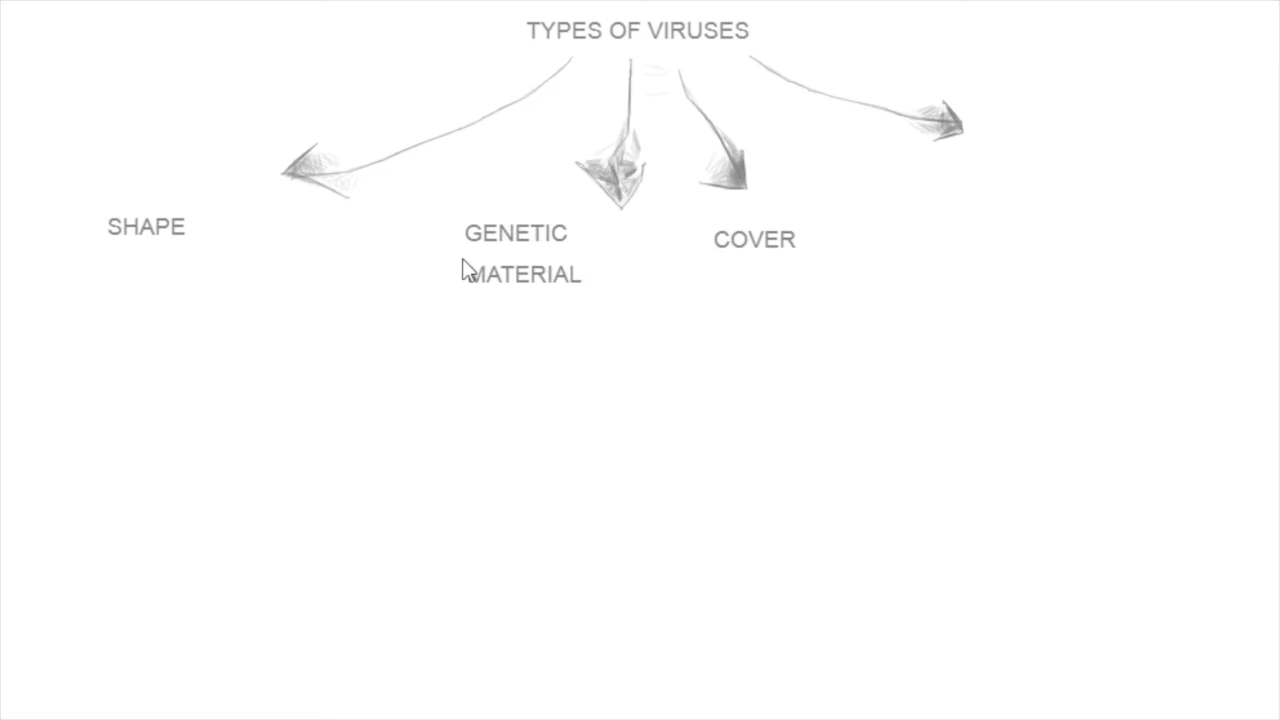 TYPES OF VIRUSES
SHAPE
GENETIC
MATERIAL
COVER